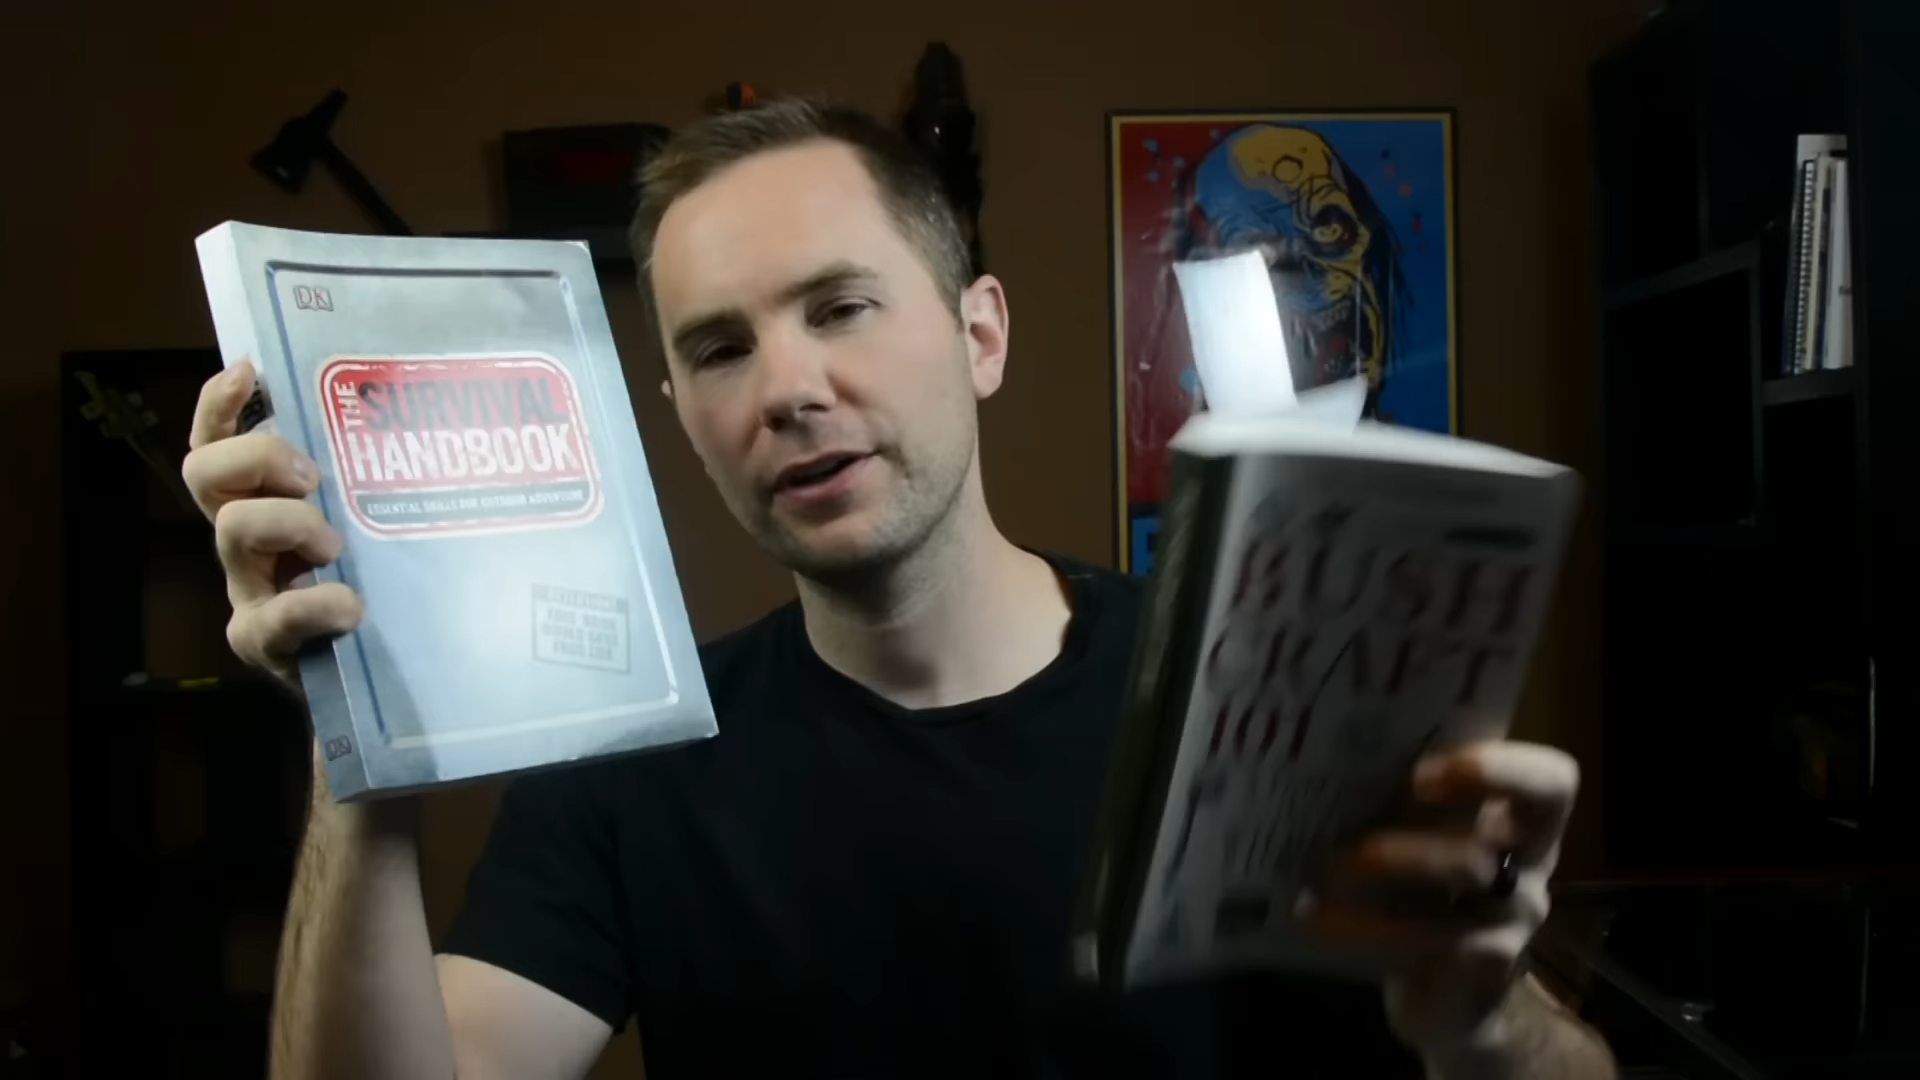 DK
THE
SURVIVAL
HANDBOOK
ESSENTIAL SKILLS FOR OUTDOOR ADVENTURE
THIS BOOK
COULD SAVE
YOUR LIFE
DK
BUSH
CRAFT
101